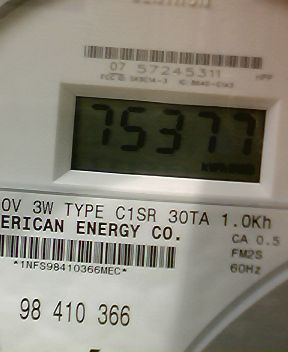 07 57245311 HPP
75377
0V 3W TYPE C1SR 30TA 1.0Kh
ERICAN ENERGY CO. CA 0.5
FM2S
*1NFS98410366MEC* 60Hz
98 410 366